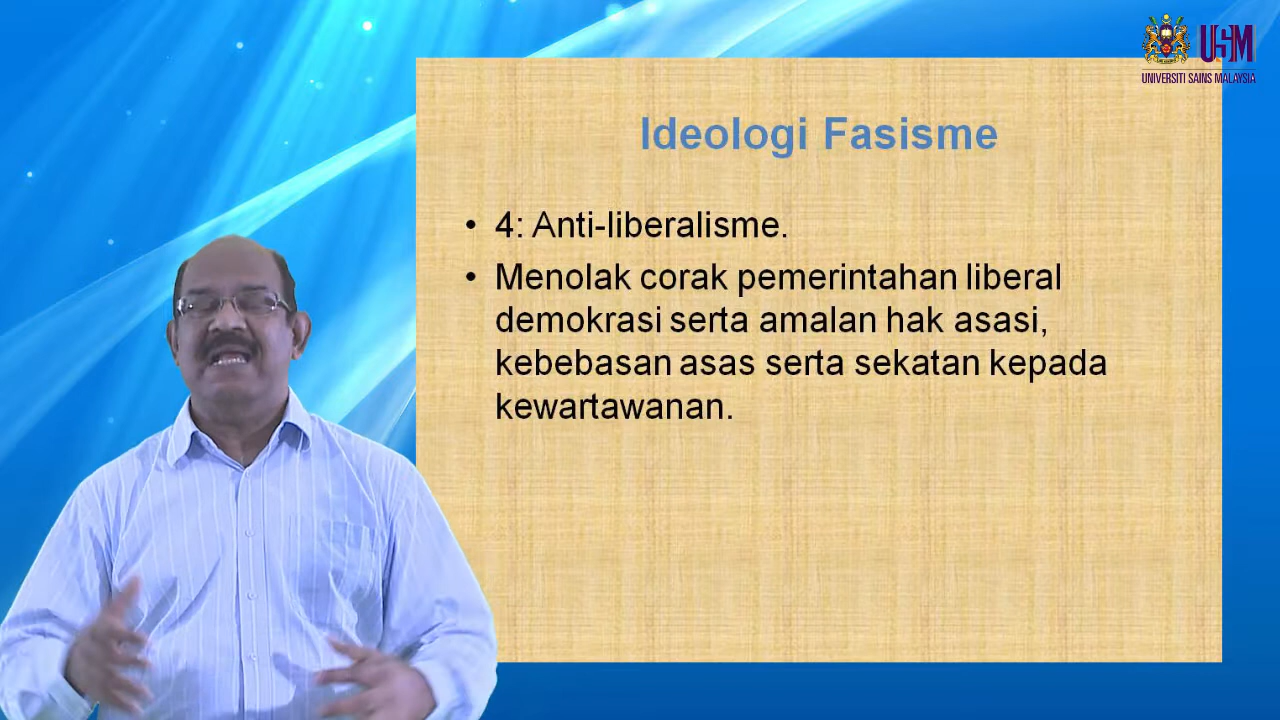 USM
UNIVERSITI SAINS MALAYSIA
Ideologi Fasisme
• 4: Anti-liberalisme.
• Menolak corak pemerintahan liberal
demokrasi serta amalan hak asasi,
kebebasan asas serta sekatan kepada
kewartawanan.